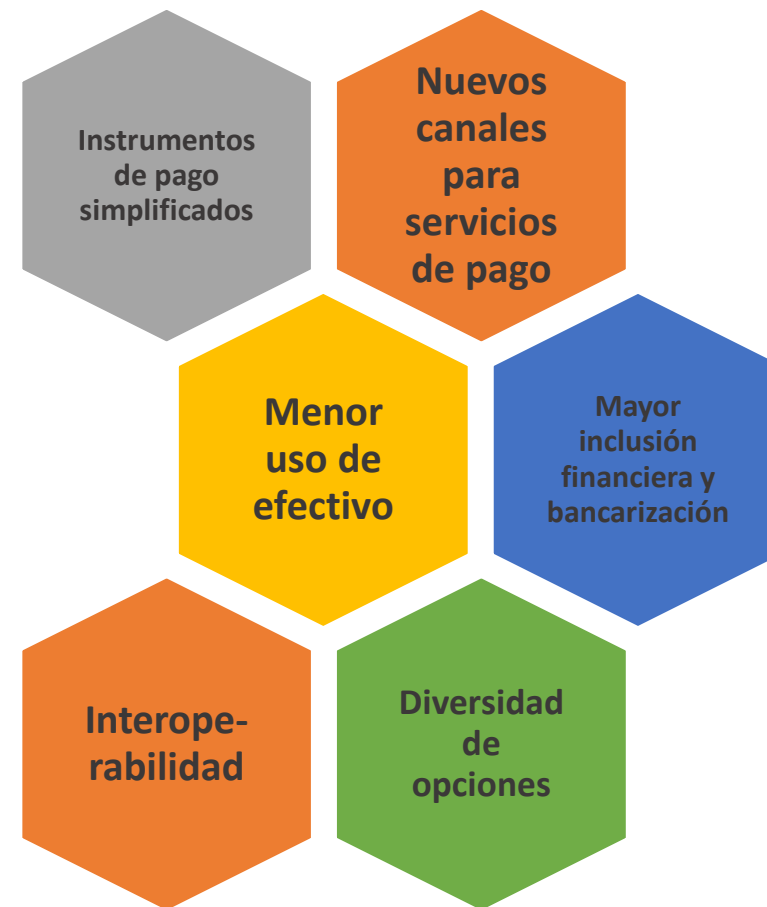 Instrumentos
de pago
simplificados
Nuevos
canales
para
servicios
de pago
Menor
uso de
efectivo
Mayor
inclusión
financiera y
bancarización
Interope-
rabilidad
Diversidad
de
opciones